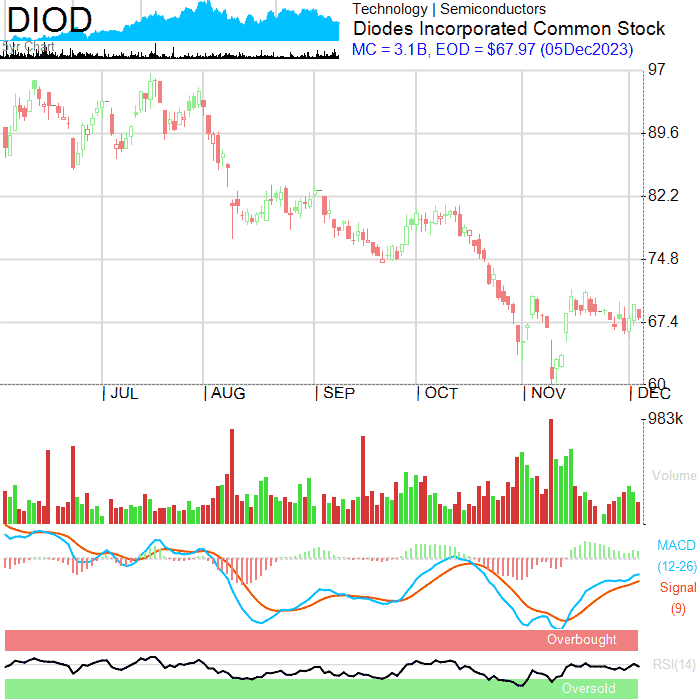 DIOD
5yr Chart
Technology | Semiconductors
Diodes Incorporated Common Stock
MC = 3.1B, EOD = $67.97 (05Dec2023)
97
89.6
82.2
74.8
67.4
60
| JUL | AUG | SEP | OCT | NOV | DEC
983k
Volume
MACD
(12-26)
Signal
(9)
Overbought
RSI(14)
Oversold